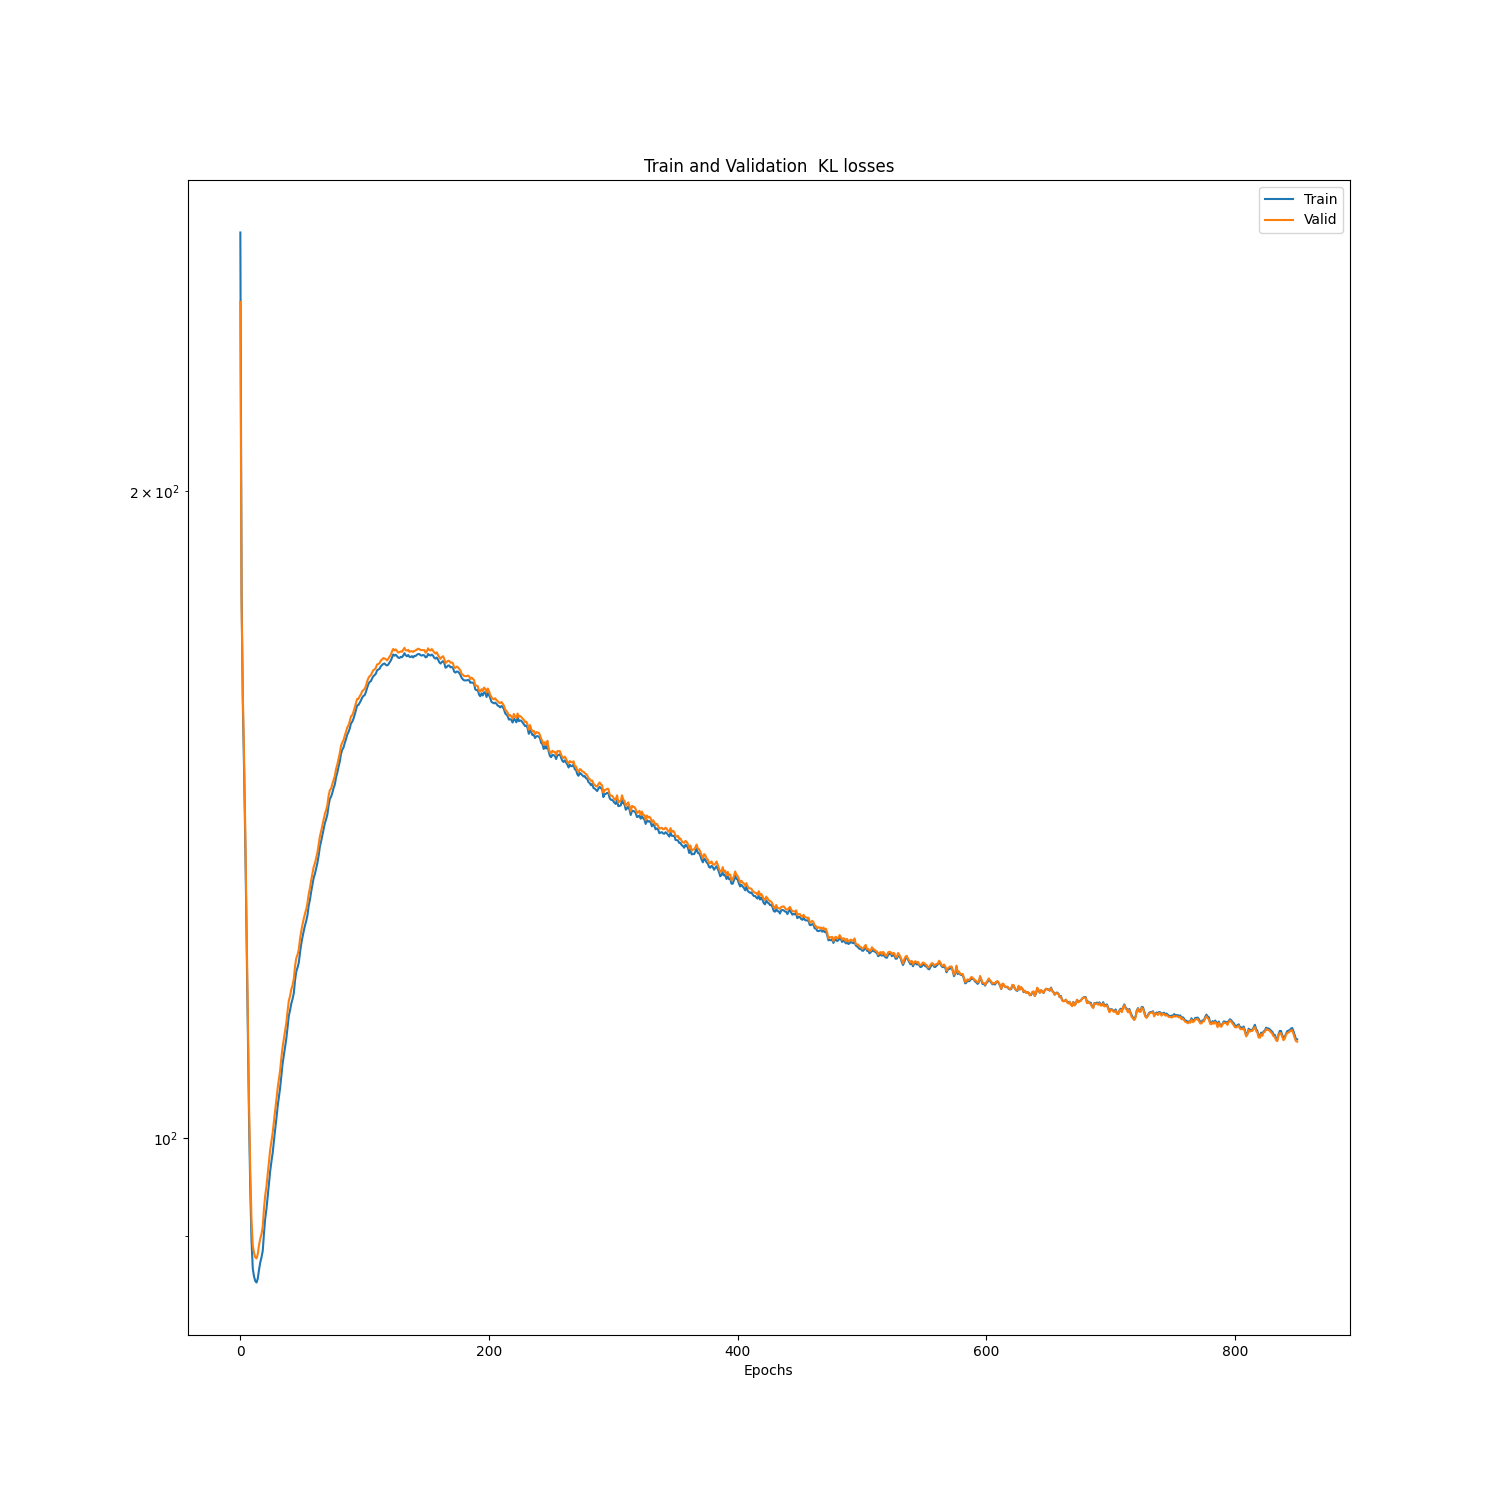 Train and Validation  KL losses
Train
Valid
2 × 10²
10²
0 200 400 600 800
Epochs